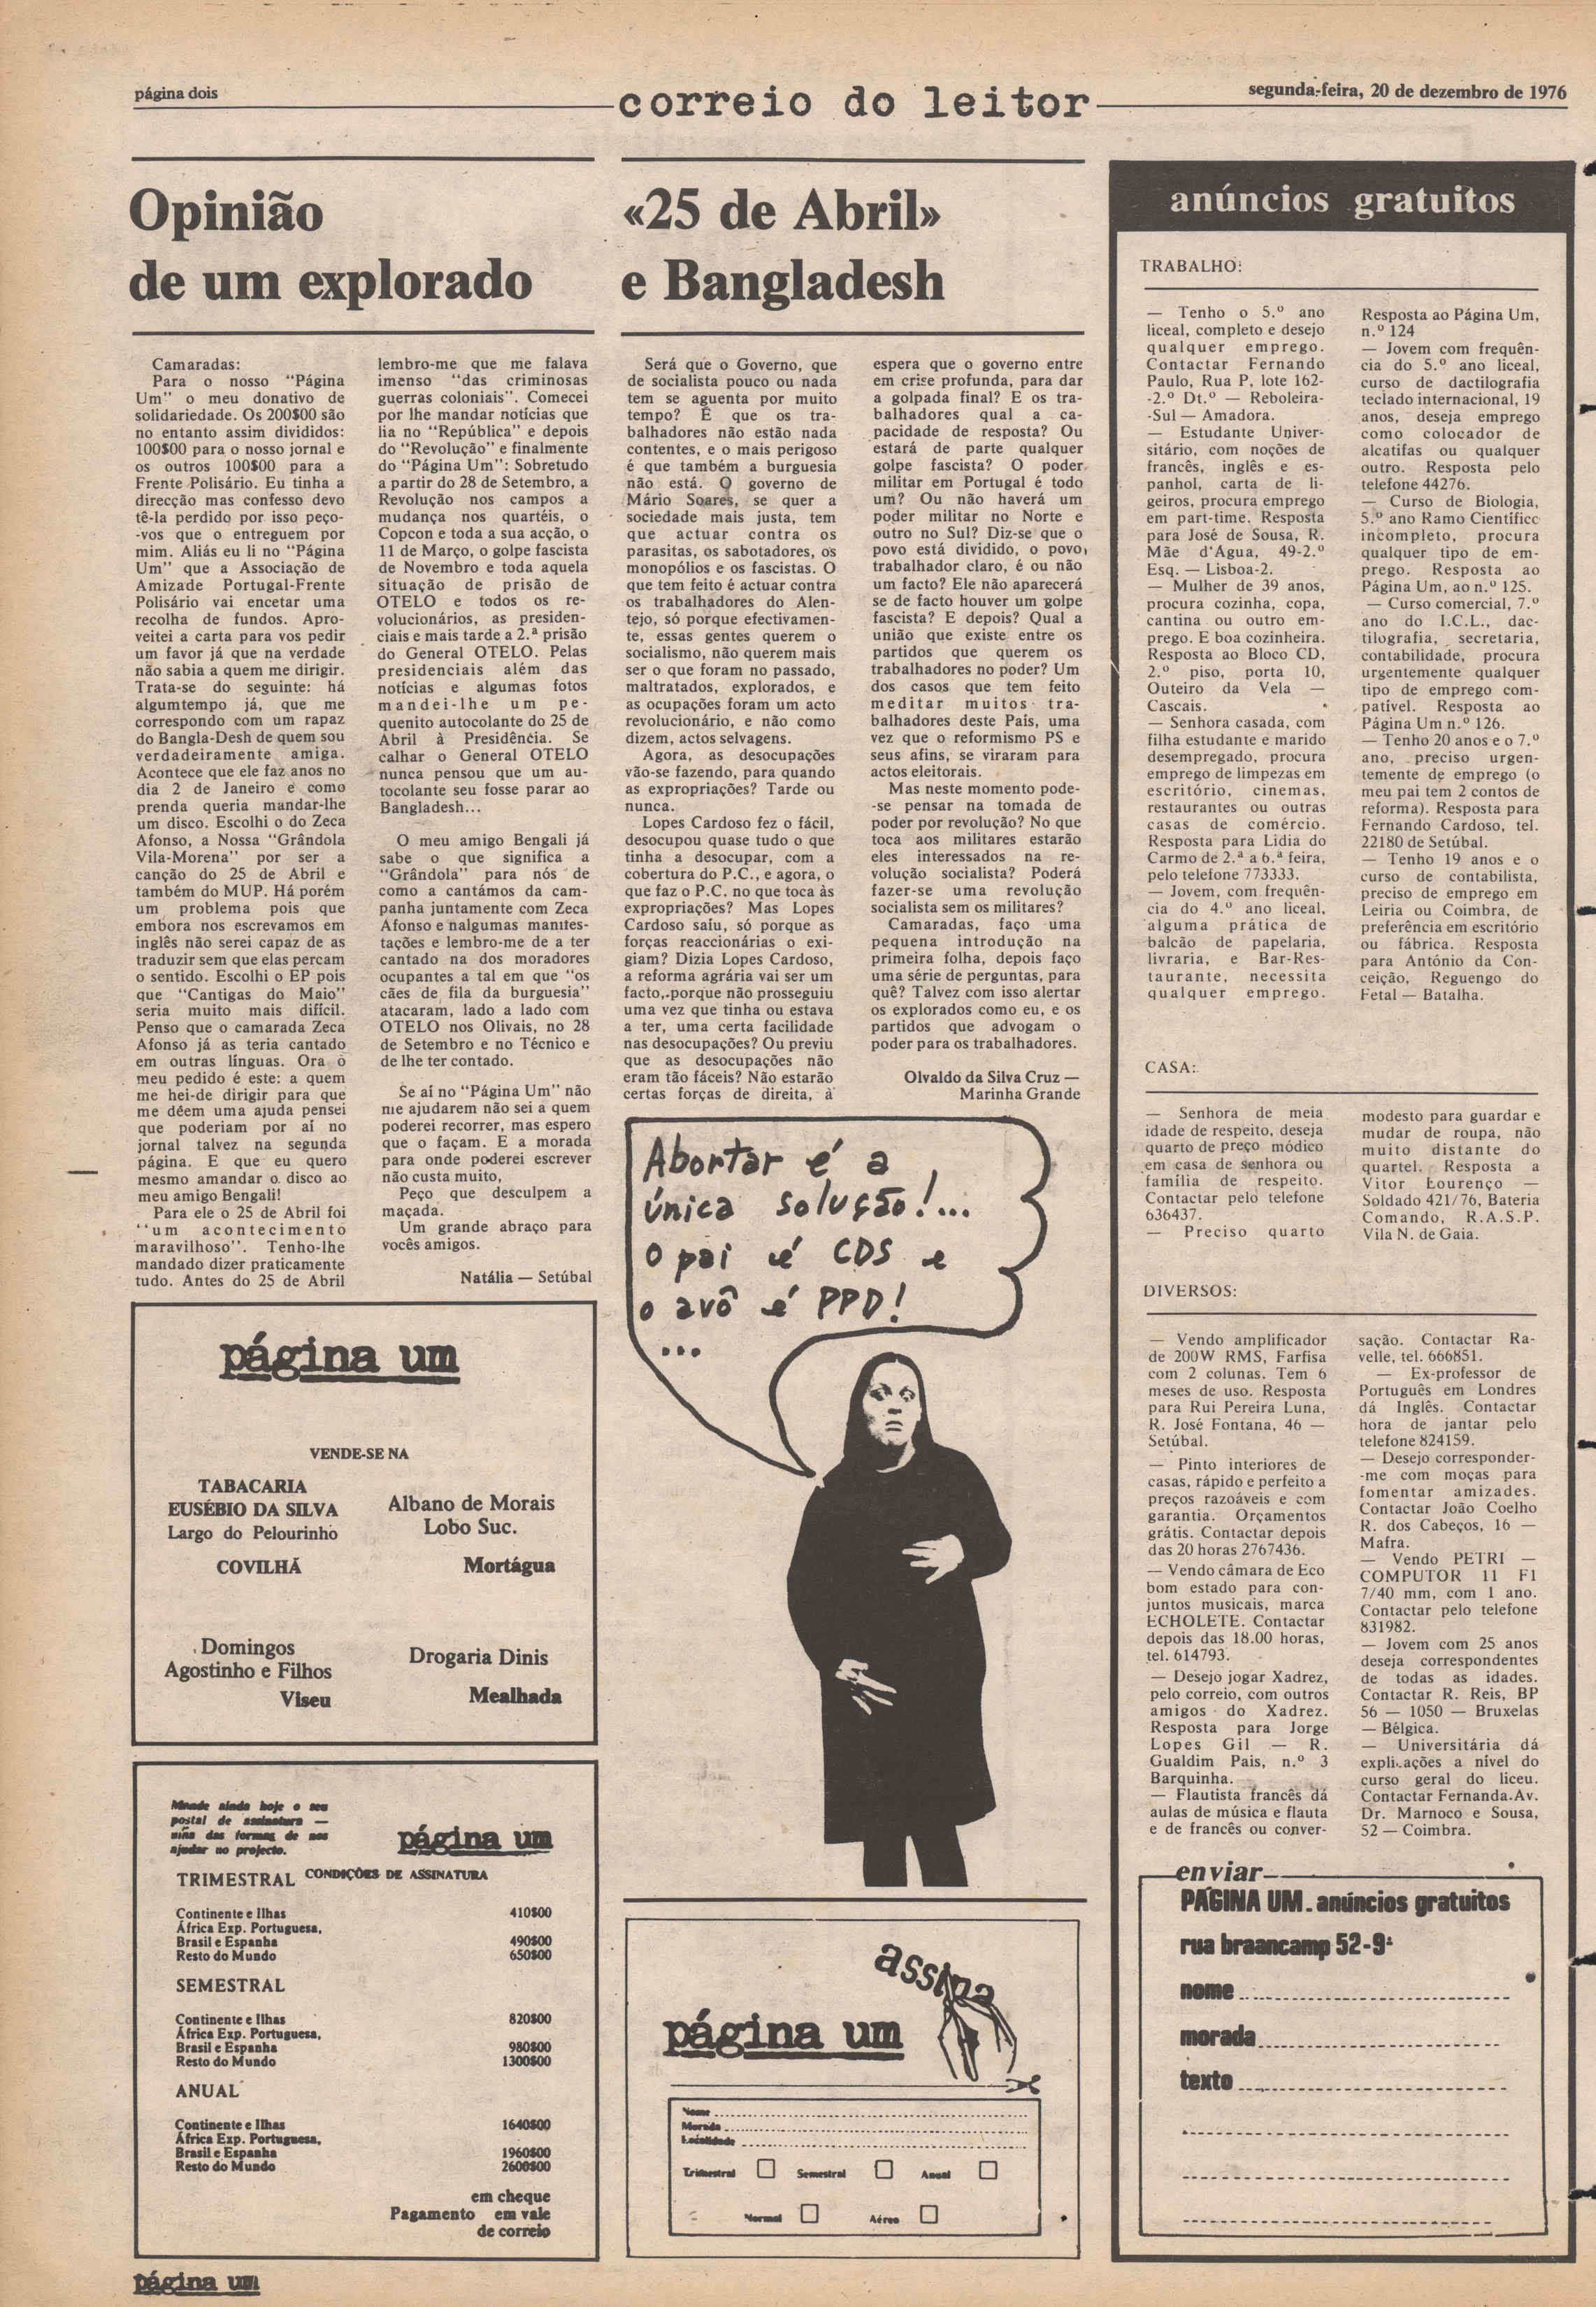 página dois
correio do leitor
segunda-feira, 20 de dezembro de 1976
Opinião
de um explorado
Camaradas:
Para o nosso "Página
Um" o meu donativo de
solidariedade. Os 200$00 são
no entanto assim divididos:
100$00 para o nosso jornal e
os outros 100$00 para a
Frente Polisário. Eu tinha a
direcção mas confesso devo
tê-la perdido por isso peço-
-vos que o entreguem por
mim. Aliás eu li no "Página
Um" que a Associação de
Amizade Portugal-Frente
Polisário vai encetar uma
recolha de fundos. Apro-
veitei a carta para vos pedir
um favor já que na verdade
não sabia a quem me dirigir.
Trata-se do seguinte: há
algumtempo já, que me
correspondo com um rapaz
do Bangla-Desh de quem sou
verdadeiramente amiga.
Acontece que ele faz anos no
dia 2 de Janeiro e como
prenda queria mandar-lhe
um disco. Escolhi o do Zeca
Afonso, a Nossa "Grândola
Vila-Morena" por ser a
canção do 25 de Abril e
também do MUP. Há porém
um problema pois que
embora nos escrevamos em
inglês não serei capaz de as
traduzir sem que elas percam
o sentido. Escolhi o EP pois
que "Cantigas do Maio"
seria muito mais difícil.
Penso que o camarada Zeca
Afonso já as teria cantado
em outras línguas. Ora o
meu pedido é este: a quem
me hei-de dirigir para que
me dêem uma ajuda pensei
que poderiam por aí no
jornal talvez na segunda
página. E que eu quero
mesmo amandar o disco ao
meu amigo Bengali!
Para ele o 25 de Abril foi
"um acontecimento
maravilhoso". Tenho-lhe
mandado dizer praticamente
tudo. Antes do 25 de Abril
lembro-me que me falava
imenso "das criminosas
guerras coloniais". Comecei
por lhe mandar notícias que
lia no "República" e depois
do "Revolução" e finalmente
do "Página Um": Sobretudo
a partir do 28 de Setembro, a
Revolução nos campos a
mudança nos quartéis, o
Copcon e toda a sua acção, o
11 de Março, o golpe fascista
de Novembro e toda aquela
situação de prisão de
OTELO e todos os re-
volucionários, as presiden-
ciais e mais tarde a 2.ª prisão
do General OTELO. Pelas
presidenciais além das
notícias e algumas fotos
mandei-lhe um pe-
quenito autocolante do 25 de
Abril à Presidência. Se
calhar o General OTELO
nunca pensou que um au-
tocolante seu fosse parar ao
Bangladesh...
O meu amigo Bengali já
sabe o que significa a
"Grândola" para nós de
como a cantámos da cam-
panha juntamente com Zeca
Afonso e nalgumas manifes-
tações e lembro-me de a ter
cantado na dos moradores
ocupantes a tal em que "os
cães de fila da burguesia"
atacaram, lado a lado com
OTELO nos Olivais, no 28
de Setembro e no Técnico e
de lhe ter contado.
Se aí no "Página Um" não
me ajudarem não sei a quem
poderei recorrer, mas espero
que o façam. E a morada
para onde poderei escrever
não custa muito,
Peço que desculpem a
maçada.
Um grande abraço para
vocês amigos.
Natália — Setúbal
«25 de Abril»
e Bangladesh
Será que o Governo, que
de socialista pouco ou nada
tem se aguenta por muito
tempo? É que os tra-
balhadores não estão nada
contentes, e o mais perigoso
é que também a burguesia
não está. O governo de
Mário Soares, se quer a
sociedade mais justa, tem
que actuar contra os
parasitas, os sabotadores, os
monopólios e os fascistas. O
que tem feito é actuar contra
os trabalhadores do Alen-
tejo, só porque efectivamen-
te, essas gentes querem o
socialismo, não querem mais
ser o que foram no passado,
maltratados, explorados, e
as ocupações foram um acto
revolucionário, e não como
dizem, actos selvagens.
Agora, as desocupações
vão-se fazendo, para quando
as expropriações? Tarde ou
nunca.
Lopes Cardoso fez o fácil,
desocupou quase tudo o que
tinha a desocupar, com a
cobertura do P.C., e agora, o
que faz o P.C. no que toca às
expropriações? Mas Lopes
Cardoso saíu, só porque as
forças reaccionárias o exi-
giam? Dizia Lopes Cardoso,
a reforma agrária vai ser um
facto,.porque não prosseguiu
uma vez que tinha ou estava
a ter, uma certa facilidade
nas desocupações? Ou previu
que as desocupações não
eram tão fáceis? Não estarão
certas forças de direita, à
espera que o governo entre
em crise profunda, para dar
a golpada final? E os tra-
balhadores qual a ca-
pacidade de resposta? Ou
estará de parte qualquer
golpe fascista? O poder
militar em Portugal é todo
um? Ou não haverá um
poder militar no Norte e
outro no Sul? Diz-se que o
povo está dividido, o povo
trabalhador claro, é ou não
um facto? Ele não aparecerá
se de facto houver um golpe
fascista? E depois? Qual a
união que existe entre os
partidos que querem os
trabalhadores no poder? Um
dos casos que tem feito
meditar muitos tra-
balhadores deste País, uma
vez que o reformismo PS e
seus afins, se viraram para
actos eleitorais.
Mas neste momento pode-
-se pensar na tomada de
poder por revolução? No que
toca aos militares estarão
eles interessados na re-
volução socialista? Poderá
fazer-se uma revolução
socialista sem os militares?
Camaradas, faço uma
pequena introdução na
primeira folha, depois faço
uma série de perguntas, para
quê? Talvez com isso alertar
os explorados como eu, e os
partidos que advogam o
poder para os trabalhadores.
Olvaldo da Silva Cruz —
Marinha Grande
Abortar é a
única solução!...
o pai é CDS e
o avô é PPD!
...
página um
VENDE-SE NA
TABACARIA
EUSÉBIO DA SILVA
Largo do Pelourinho
COVILHÃ
Albano de Morais
Lobo Suc.
Mortágua
Domingos
Agostinho e Filhos
Viseu
Drogaria Dinis
Mealhada
Mande ainda hoje o seu
postal de assinatura —
uma das formas de nos
ajudar no projecto.
página um
CONDIÇÕES DE ASSINATURA
TRIMESTRAL
Continente e Ilhas 410$00
África Exp. Portuguesa,
Brasil e Espanha 490$00
Resto do Mundo 650$00
SEMESTRAL
Continente e Ilhas 820$00
África Exp. Portuguesa,
Brasil e Espanha 980$00
Resto do Mundo 1300$00
ANUAL
Continente e Ilhas 1640$00
África Exp. Portuguesa,
Brasil e Espanha 1960$00
Resto do Mundo 2600$00
em cheque
Pagamento em vale
de correio
página um
assina
página um
Nome
Morada
Localidade
Trimestral Semestral Anual
Normal Aéreo
anúncios gratuitos
TRABALHO:
— Tenho o 5.º ano
liceal, completo e desejo
qualquer emprego.
Contactar Fernando
Paulo, Rua P, lote 162-
-2.º Dt.º — Reboleira-
-Sul — Amadora.
— Estudante Univer-
sitário, com noções de
francês, inglês e es-
panhol, carta de li-
geiros, procura emprego
em part-time. Resposta
para José de Sousa, R.
Mãe d'Agua, 49-2.º
Esq. — Lisboa-2.
— Mulher de 39 anos,
procura cozinha, copa,
cantina ou outro em-
prego. E boa cozinheira.
Resposta ao Bloco CD,
2.º piso, porta 10,
Outeiro da Vela —
Cascais.
— Senhora casada, com
filha estudante e marido
desempregado, procura
emprego de limpezas em
escritório, cinemas,
restaurantes ou outras
casas de comércio.
Resposta para Lidia do
Carmo de 2.ª a 6.ª feira,
pelo telefone 773333.
— Jovem, com frequên-
cia do 4.º ano liceal,
alguma prática de
balcão de papelaria,
livraria, e Bar-Res-
taurante, necessita
qualquer emprego.
Resposta ao Página Um,
n.º 124
— Jovem com frequên-
cia do 5.º ano liceal,
curso de dactilografia
teclado internacional, 19
anos, deseja emprego
como colocador de
alcatifas ou qualquer
outro. Resposta pelo
telefone 44276.
— Curso de Biologia,
5.º ano Ramo Científico
incompleto, procura
qualquer tipo de em-
prego. Resposta ao
Página Um, ao n.º 125.
— Curso comercial, 7.º
ano do I.C.L., dac-
tilografia, secretaria,
contabilidade, procura
urgentemente qualquer
tipo de emprego com-
patível. Resposta ao
Página Um n.º 126.
— Tenho 20 anos e o 7.º
ano, preciso urgen-
temente de emprego (o
meu pai tem 2 contos de
reforma). Resposta para
Fernando Cardoso, tel.
22180 de Setúbal.
— Tenho 19 anos e o
curso de contabilista,
preciso de emprego em
Leiria ou Coimbra, de
preferência em escritório
ou fábrica. Resposta
para António da Con-
ceição, Reguengo do
Fetal — Batalha.
CASA:
— Senhora de meia
idade de respeito, deseja
quarto de preço módico
em casa de senhora ou
família de respeito.
Contactar pelo telefone
636437.
— Preciso quarto
modesto para guardar e
mudar de roupa, não
muito distante do
quartel. Resposta a
Vitor Lourenço —
Soldado 421/76, Bateria
Comando, R.A.S.P.
Vila N. de Gaia.
DIVERSOS:
— Vendo amplificador
de 200W RMS, Farfisa
com 2 colunas. Tem 6
meses de uso. Resposta
para Rui Pereira Luna,
R. José Fontana, 46 —
Setúbal.
— Pinto interiores de
casas, rápido e perfeito a
preços razoáveis e com
garantia. Orçamentos
grátis. Contactar depois
das 20 horas 2767436.
— Vendo câmara de Eco
bom estado para con-
juntos musicais, marca
ECHOLETE. Contactar
depois das 18.00 horas,
tel. 614793.
— Desejo jogar Xadrez,
pelo correio, com outros
amigos do Xadrez.
Resposta para Jorge
Lopes Gil — R.
Gualdim Pais, n.º 3
Barquinha.
— Flautista francês dá
aulas de música e flauta
e de francês ou conver-
sação. Contactar Ra-
velle, tel. 666851.
— Ex-professor de
Português em Londres
dá Inglês. Contactar
hora de jantar pelo
telefone 824159.
— Desejo corresponder-
-me com moças para
fomentar amizades.
Contactar João Coelho
R. dos Cabeços, 16 —
Mafra.
— Vendo PETRI —
COMPUTOR 11 F1
7/40 mm, com 1 ano.
Contactar pelo telefone
831982.
— Jovem com 25 anos
deseja correspondentes
de todas as idades.
Contactar R. Reis, BP
56 — 1050 — Bruxelas
— Bélgica.
— Universitária dá
explicações a nível do
curso geral do liceu.
Contactar Fernanda.Av.
Dr. Marnoco e Sousa,
52 — Coimbra.
enviar
PÁGINA UM. anúncios gratuitos
rua braancamp 52-9º
nome
morada
texto